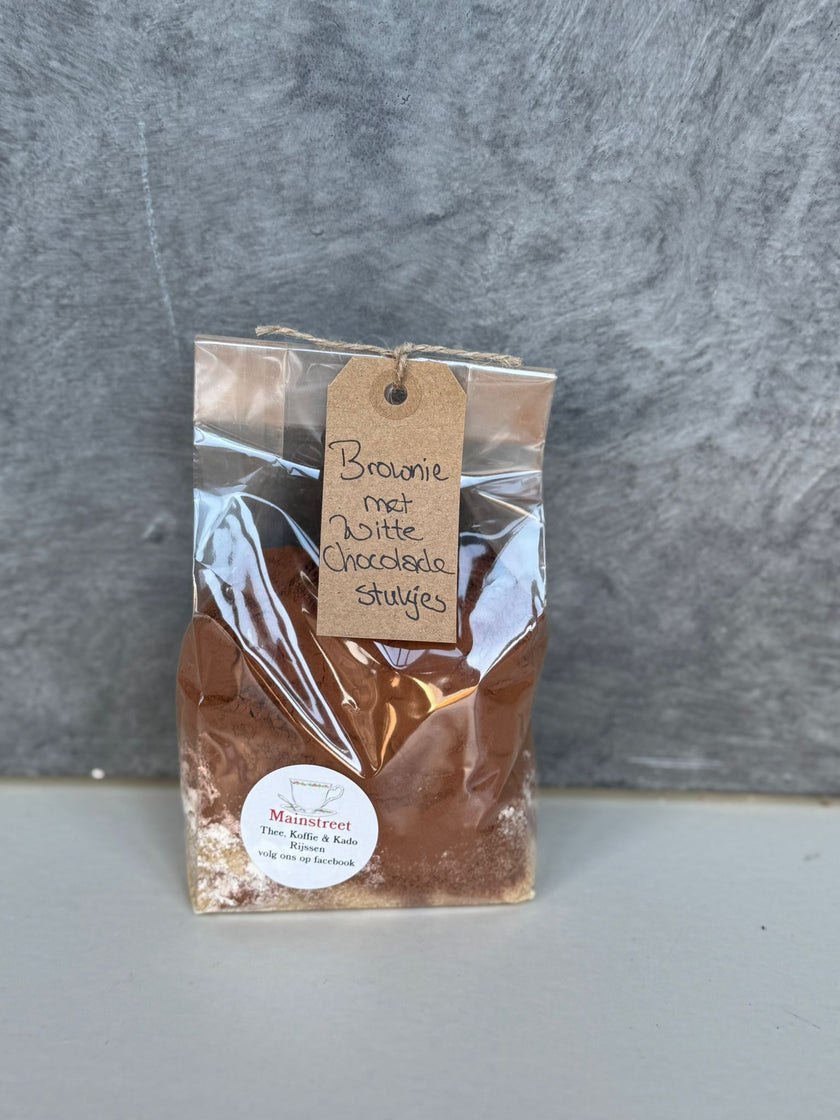 Brownie
met
Witte
Chocolade
stukjes
Mainstreet
Thee, Koffie & Kado
Rijssen
volg ons op facebook